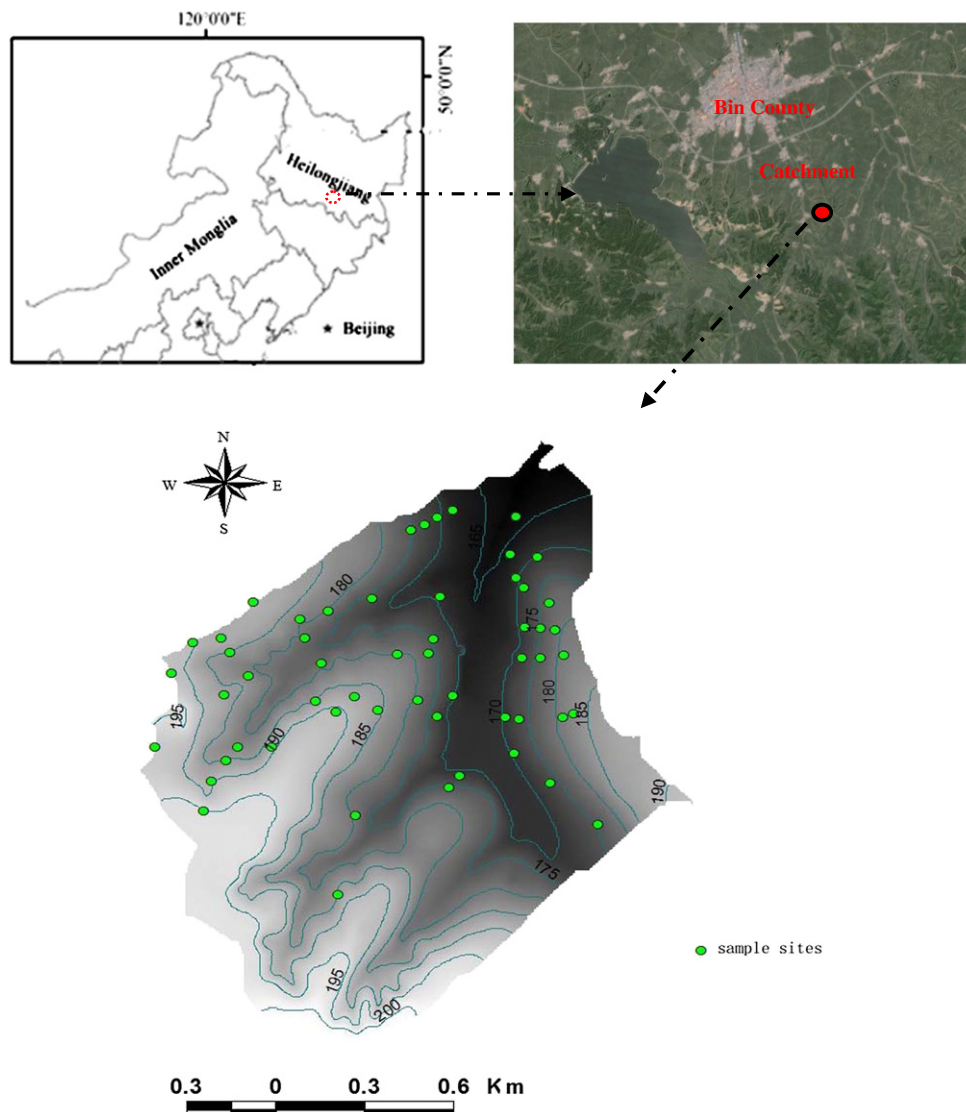 120°0'0"E
50°0'0"N
Heilongjiang
Inner Monglia
Beijing
Bin County
Catchment
N
W E
S
165
180
175
195
190
185
170
180
185
190
175
195
200
sample sites
0.3 0 0.3 0.6 Km